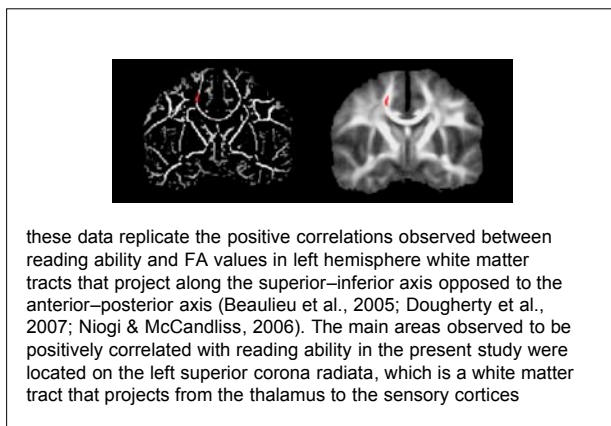 these data replicate the positive correlations observed between
reading ability and FA values in left hemisphere white matter
tracts that project along the superior–inferior axis opposed to the
anterior–posterior axis (Beaulieu et al., 2005; Dougherty et al.,
2007; Niogi & McCandliss, 2006). The main areas observed to be
positively correlated with reading ability in the present study were
located on the left superior corona radiata, which is a white matter
tract that projects from the thalamus to the sensory cortices